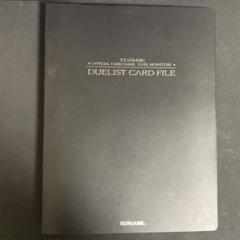 YU-GI-OH!
★ OFFICIAL CARD GAME DUEL MONSTERS ★
DUELIST CARD FILE
KONAMI